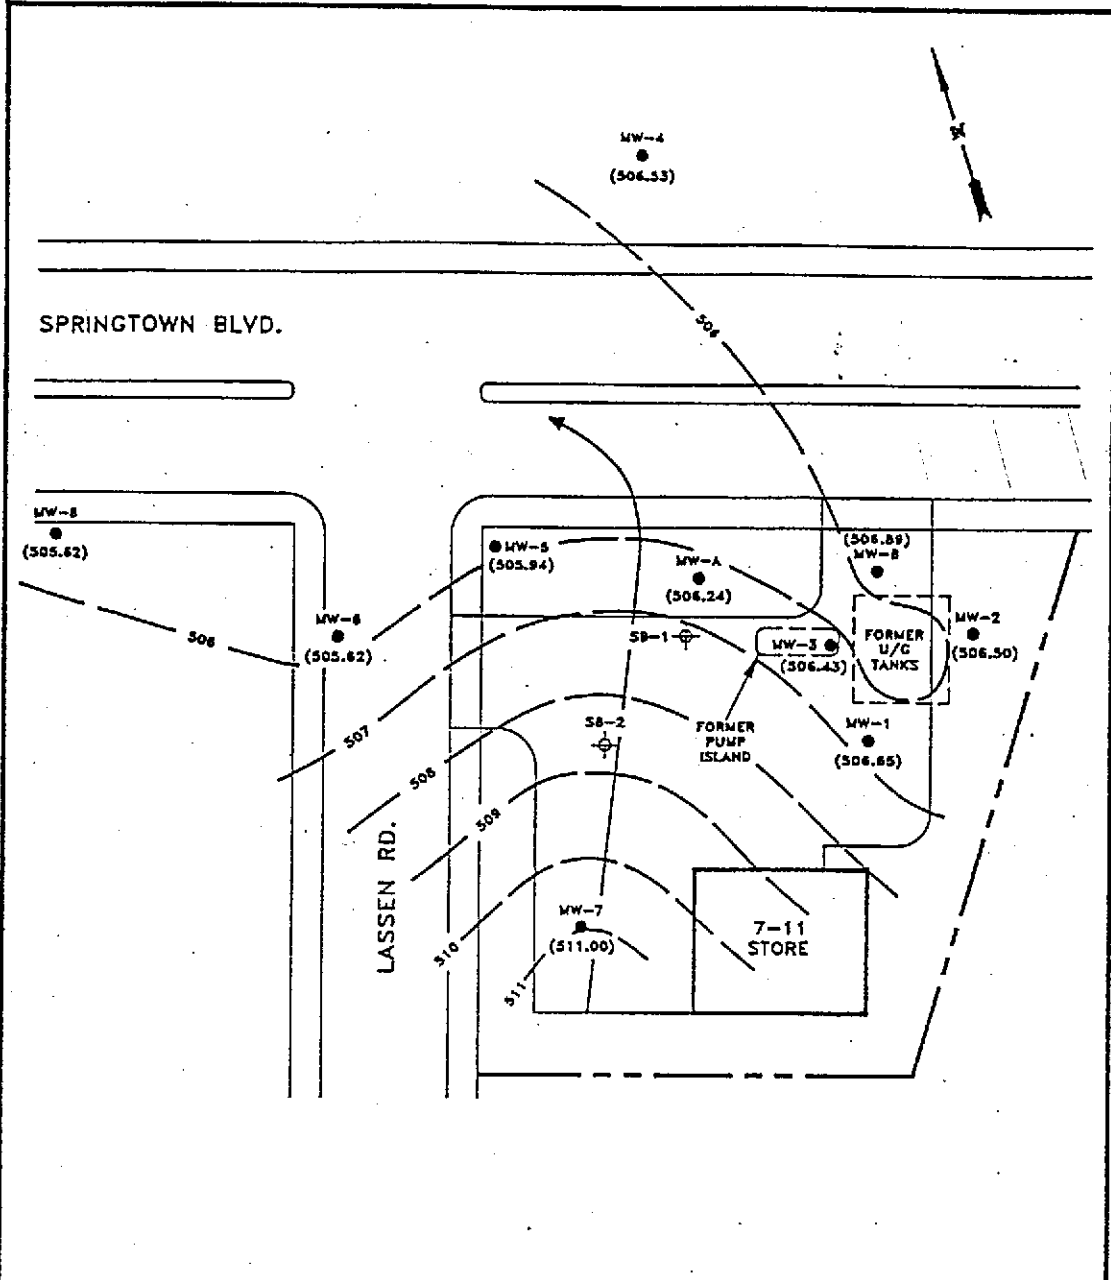 N
MW-4
(506.53)
SPRINGTOWN BLVD.
506
MW-8
(505.62)
MW-5
(505.94)
MW-A
(506.24)
(506.89)
MW-B
MW-6
(505.62)
506
SB-1
MW-3
(506.43)
FORMER
U/G
TANKS
MW-2
(506.50)
507
SB-2
FORMER
PUMP
ISLAND
MW-1
(506.65)
508
509
LASSEN RD.
MW-7
(511.00)
510
511
7-11
STORE